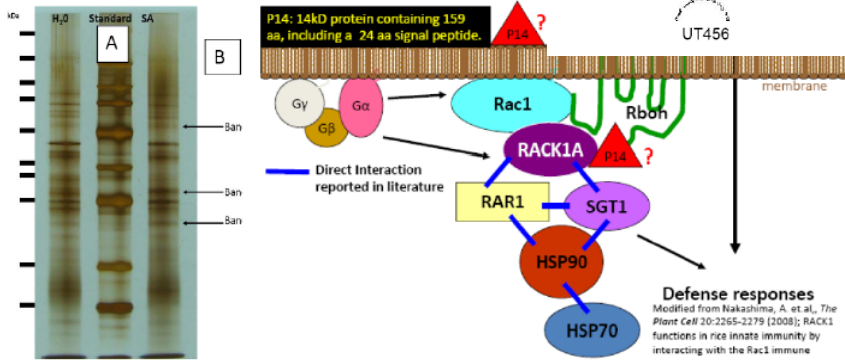 kDa
H20 Standard SA
A
B
Ban
Ban
Ban
P14: 14kD protein containing 159
aa, including a 24 aa signal peptide.
P14
?
UT456
membrane
Gγ
Gβ
Gα
Rac1
Rboh
RACK1A
P14
?
Direct Interaction
reported in literature
RAR1
SGT1
HSP90
HSP70
Defense responses
Modified from Nakashima, A. et.al,, The
Plant Cell 20:2265-2279 (2008); RACK1
functions in rice innate immunity by
interacting with the Rac1 immune